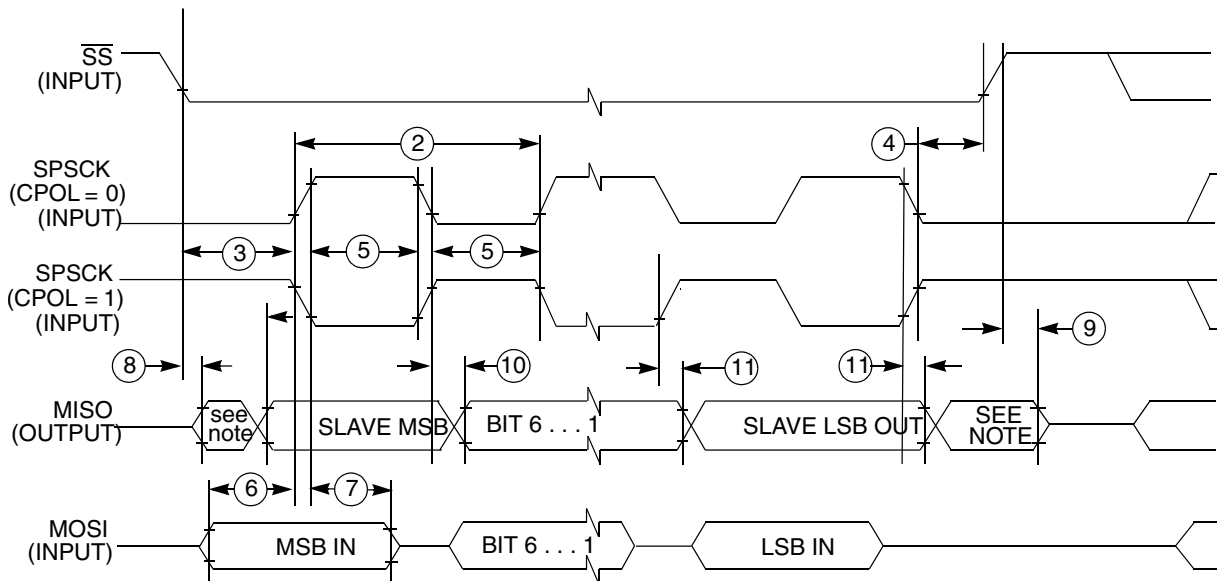 SS
(INPUT)
2
4
SPSCK
(CPOL = 0)
(INPUT)
3
5
5
SPSCK
(CPOL = 1)
(INPUT)
8
10
11
11
9
MISO
(OUTPUT)
see
note
SLAVE MSB
BIT 6 . . . 1
SLAVE LSB OUT
SEE
NOTE
6
7
MOSI
(INPUT)
MSB IN
BIT 6 . . . 1
LSB IN